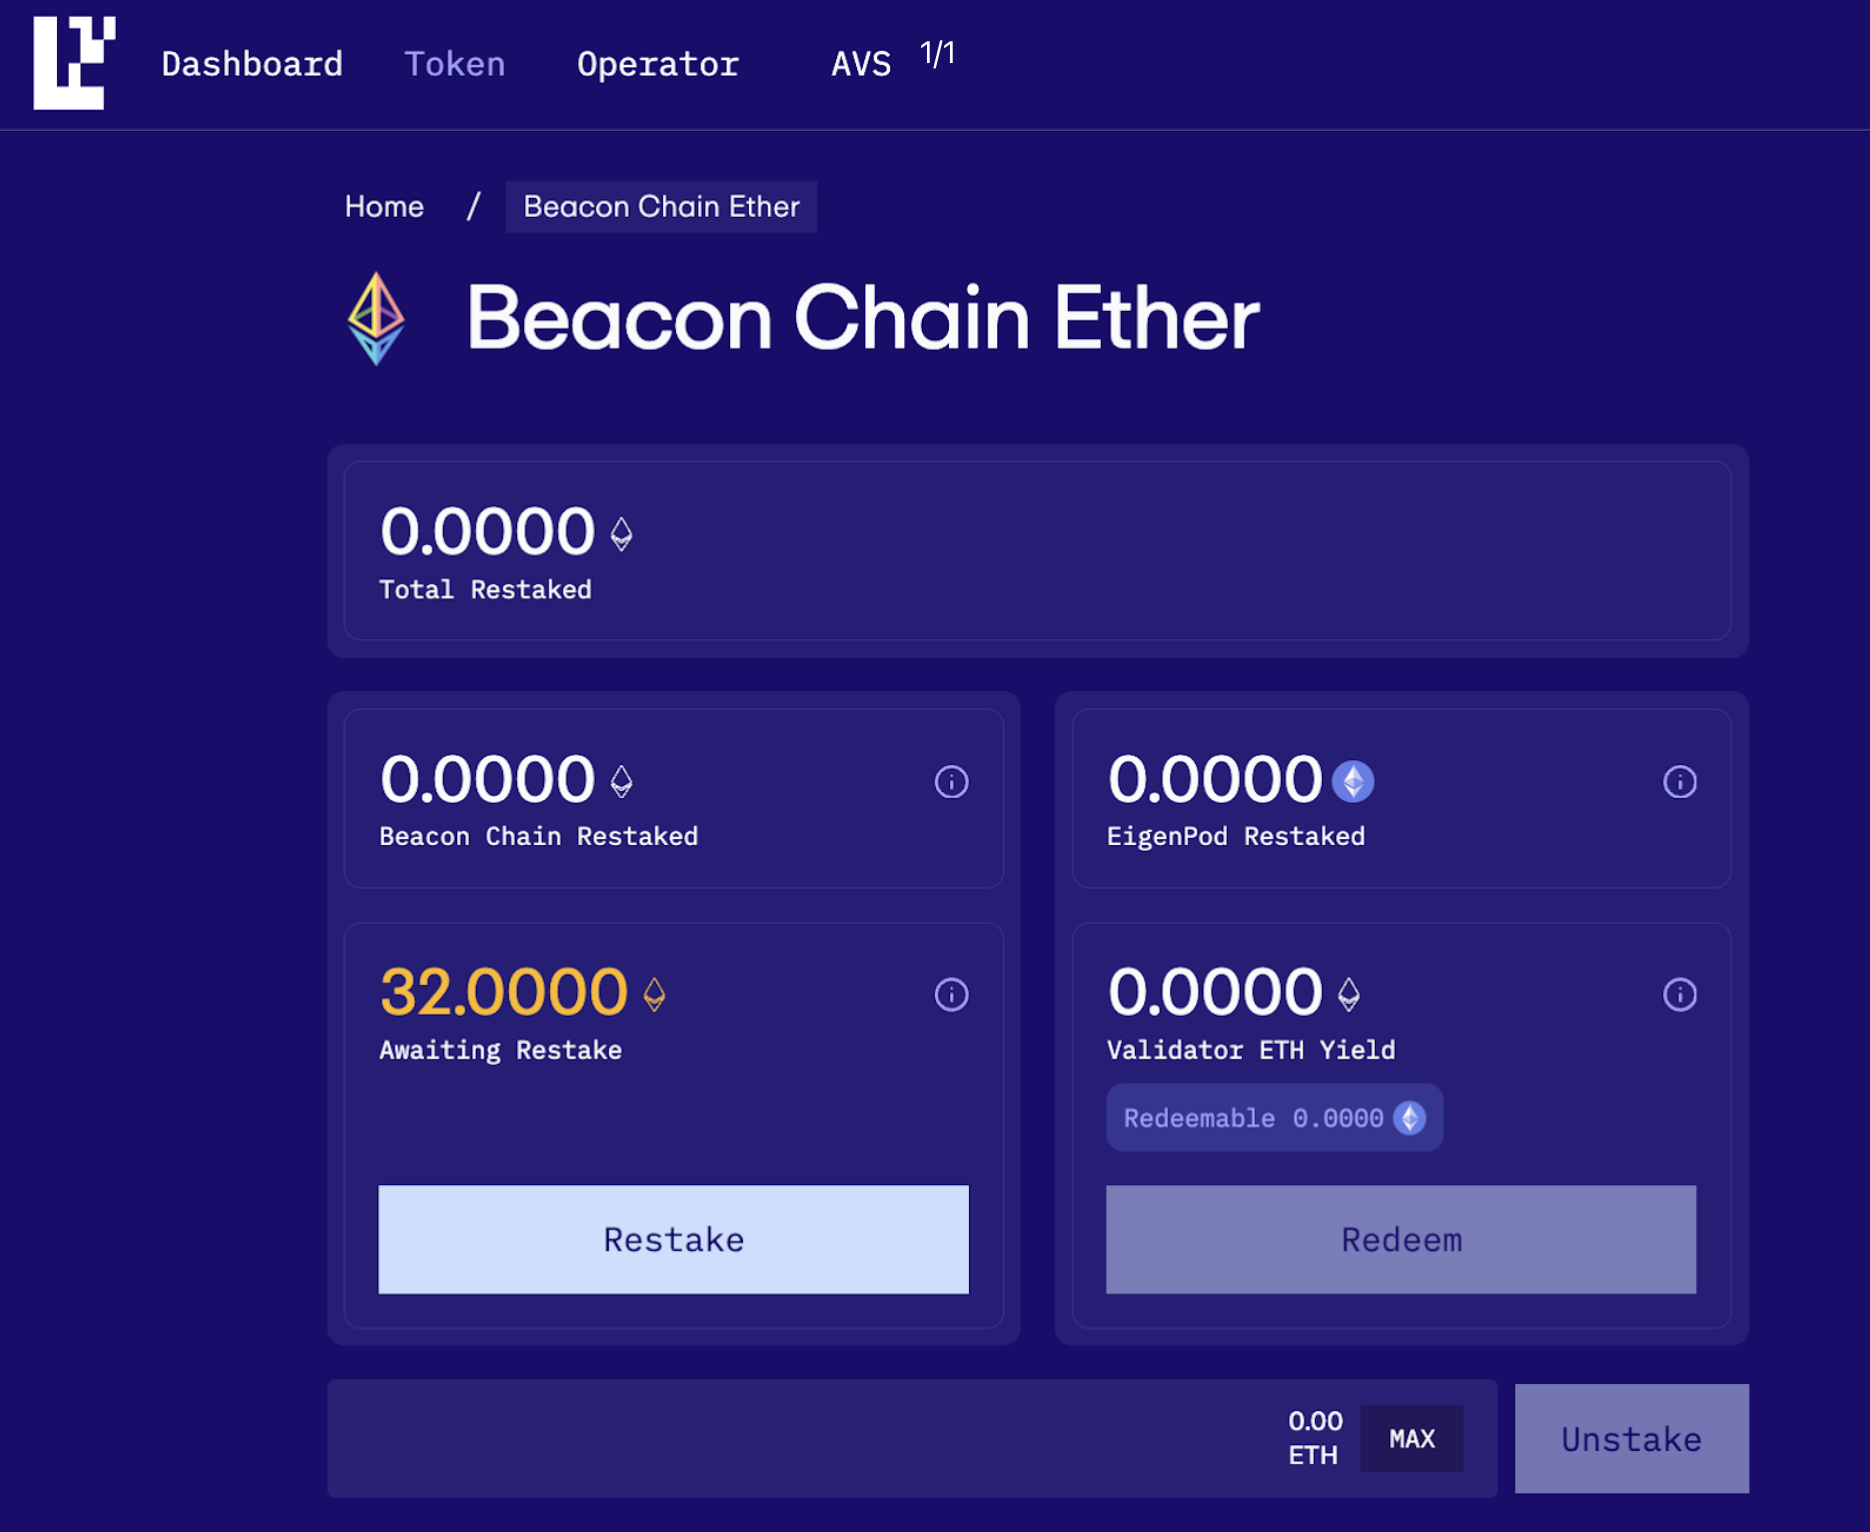 Dashboard Token Operator AVS 1/1
Home / Beacon Chain Ether
Beacon Chain Ether
0.0000
Total Restaked
0.0000
Beacon Chain Restaked
0.0000
EigenPod Restaked
32.0000
Awaiting Restake
Restake
0.0000
Validator ETH Yield
Redeemable 0.0000
Redeem
0.00
ETH
MAX
Unstake